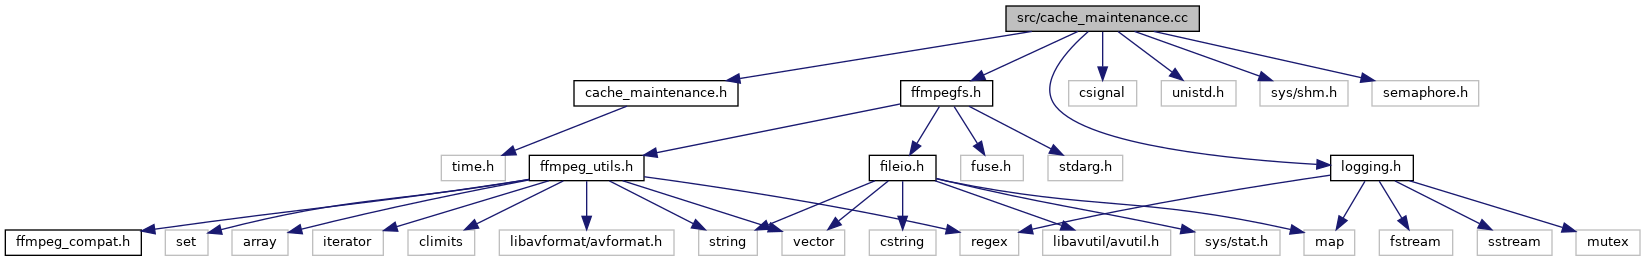 src/cache_maintenance.cc
cache_maintenance.h
ffmpegfs.h
csignal
unistd.h
sys/shm.h
semaphore.h
time.h
ffmpeg_utils.h
fileio.h
fuse.h
stdarg.h
logging.h
ffmpeg_compat.h
set
array
iterator
climits
libavformat/avformat.h
string
vector
cstring
regex
libavutil/avutil.h
sys/stat.h
map
fstream
sstream
mutex